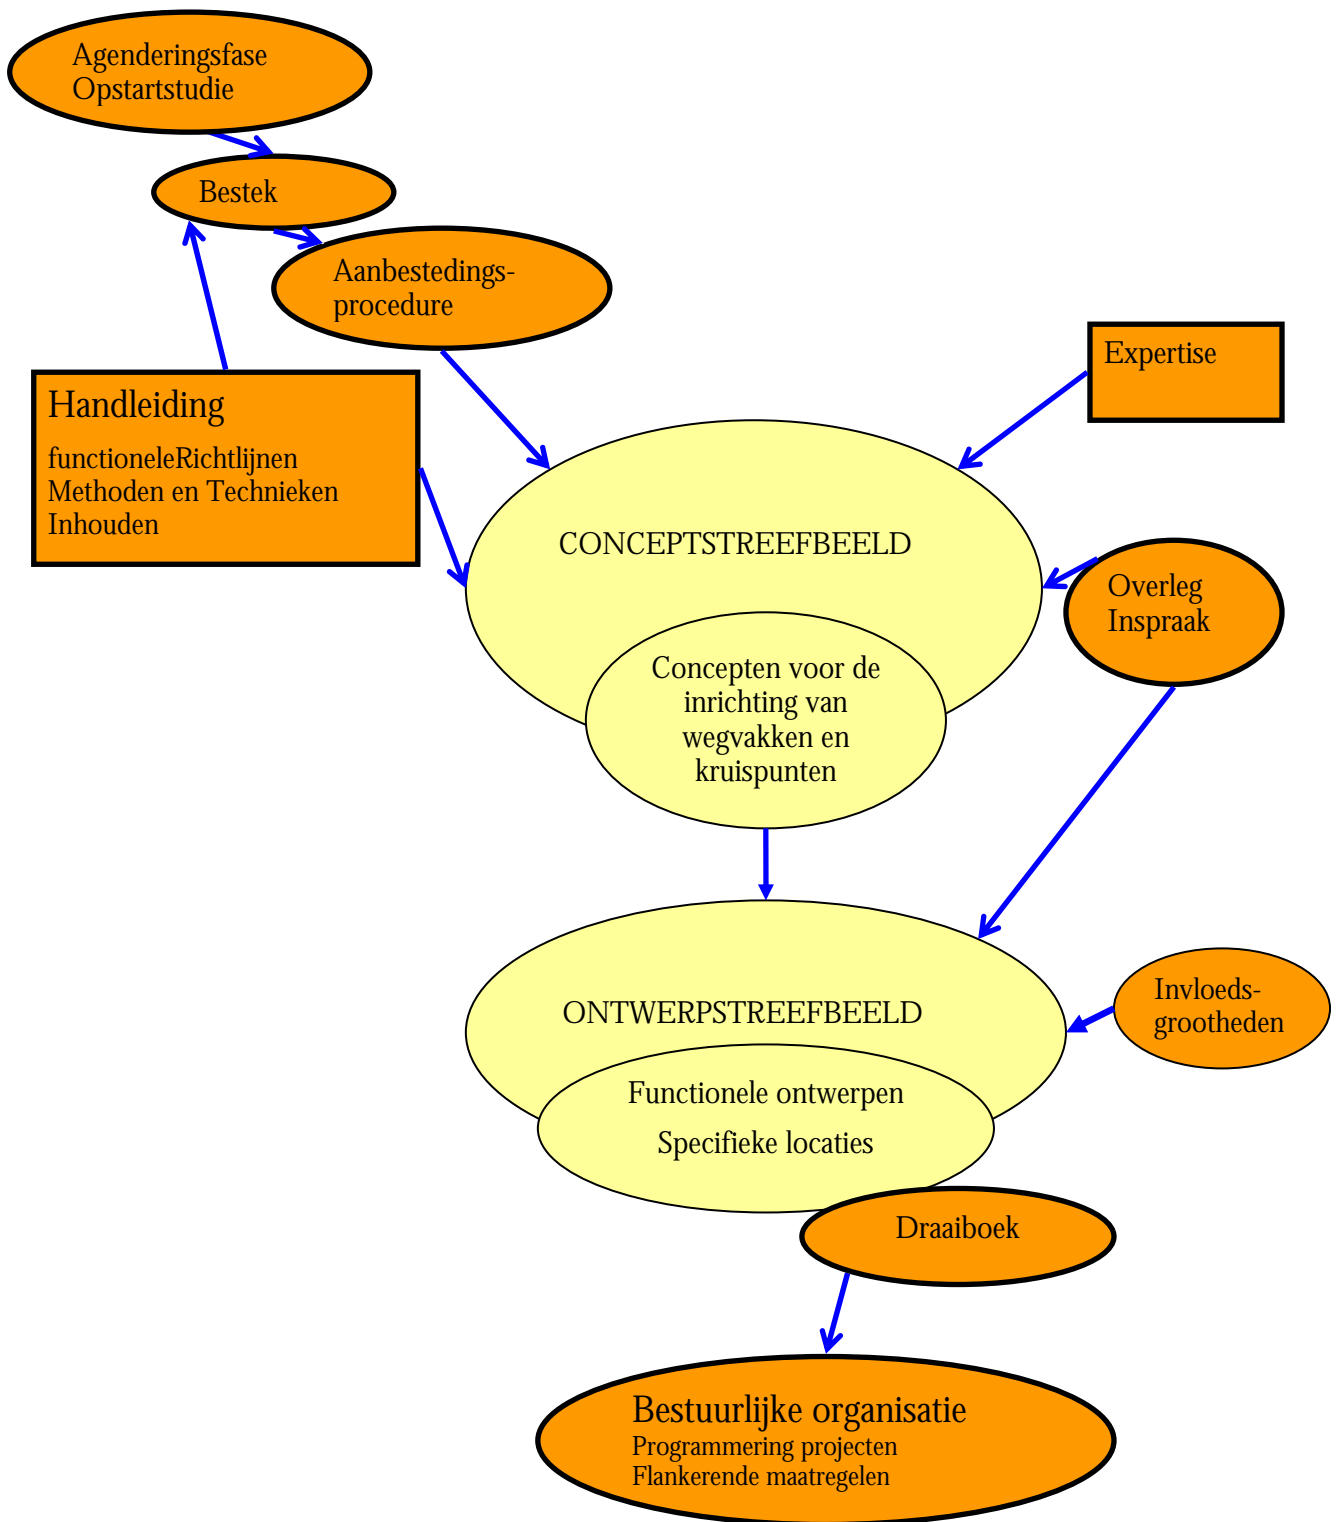 Agenderingsfase
Opstartstudie
Bestek
Aanbestedings-
procedure
Expertise
Handleiding
functioneleRichtlijnen
Methoden en Technieken
Inhouden
CONCEPTSTREEFBEELD
Overleg
Inspraak
Concepten voor de
inrichting van
wegvakken en
kruispunten
ONTWERPSTREEFBEELD
Invloeds-
grootheden
Functionele ontwerpen
Specifieke locaties
Draaiboek
Bestuurlijke organisatie
Programmering projecten
Flankerende maatregelen